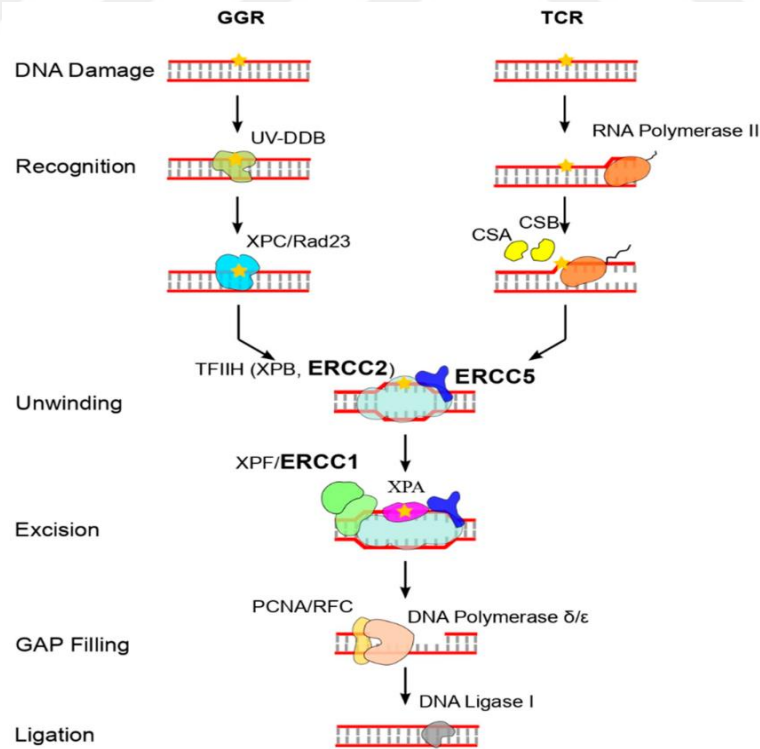 GGR
TCR
DNA Damage
UV-DDB
RNA Polymerase II
Recognition
XPC/Rad23
CSA
CSB
TFIIH (XPB, ERCC2)
ERCC5
Unwinding
XPF/ERCC1
XPA
Excision
PCNA/RFC
DNA Polymerase δ/ε
GAP Filling
DNA Ligase I
Ligation